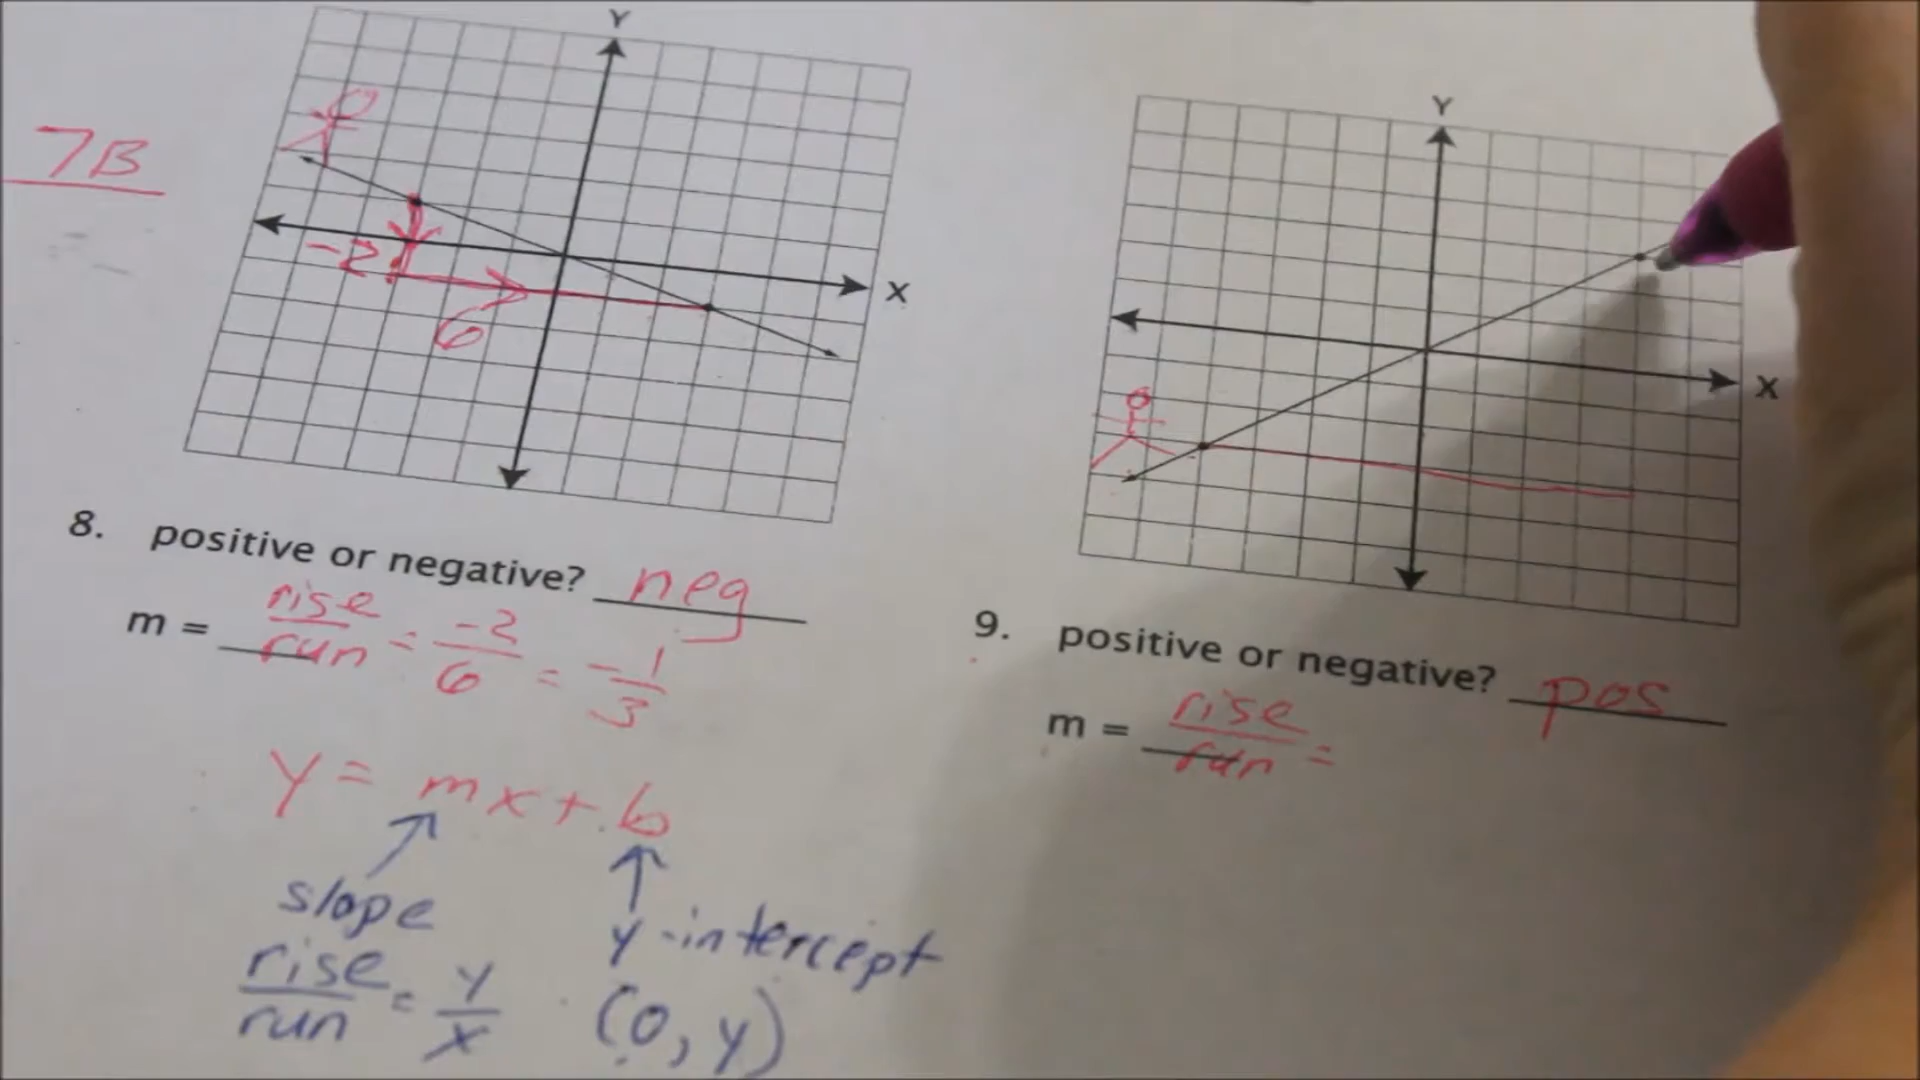 Y
Y
7B
-2
6
X
X
8. positive or negative? neg
m = rise/run = -2/6 = -1/3
9. positive or negative? pos
m = rise/run =
y = mx + b
slope
y-intercept
rise/run = y/x
(0, y)